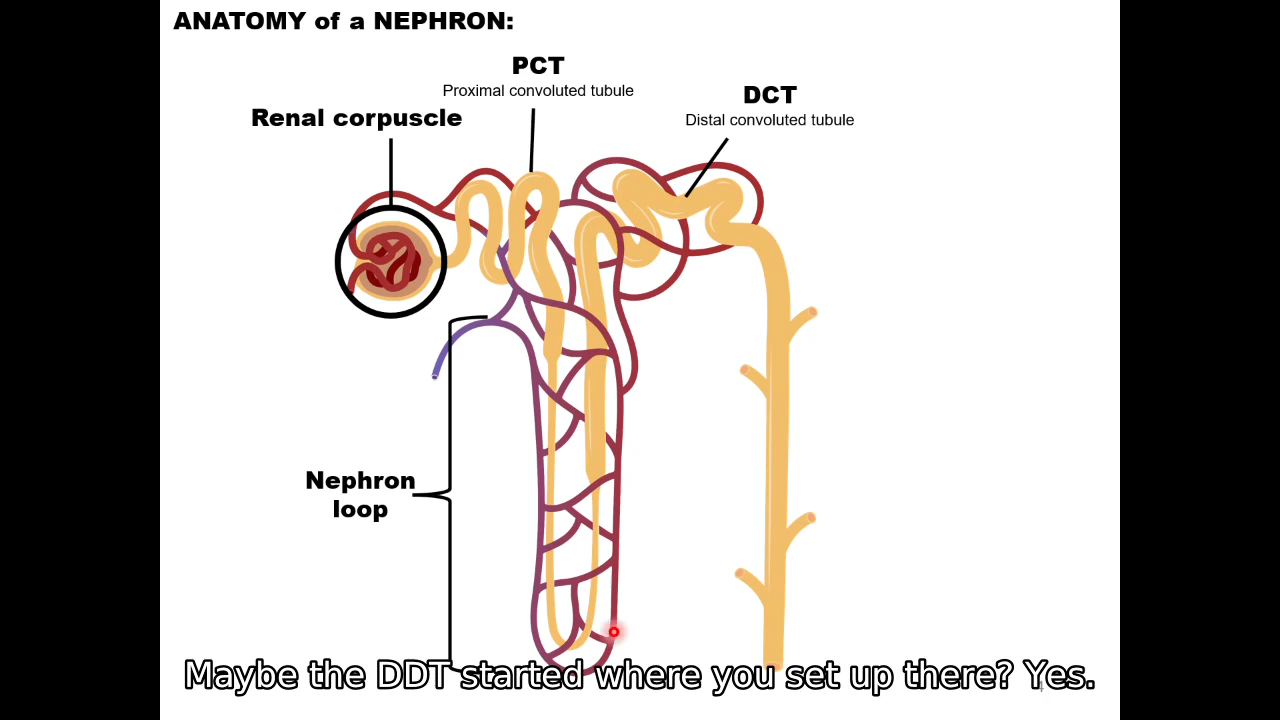 ANATOMY of a NEPHRON:
PCT
Proximal convoluted tubule
DCT
Distal convoluted tubule
Renal corpuscle
Nephron
loop
Maybe the DDT started where you set up there? Yes.